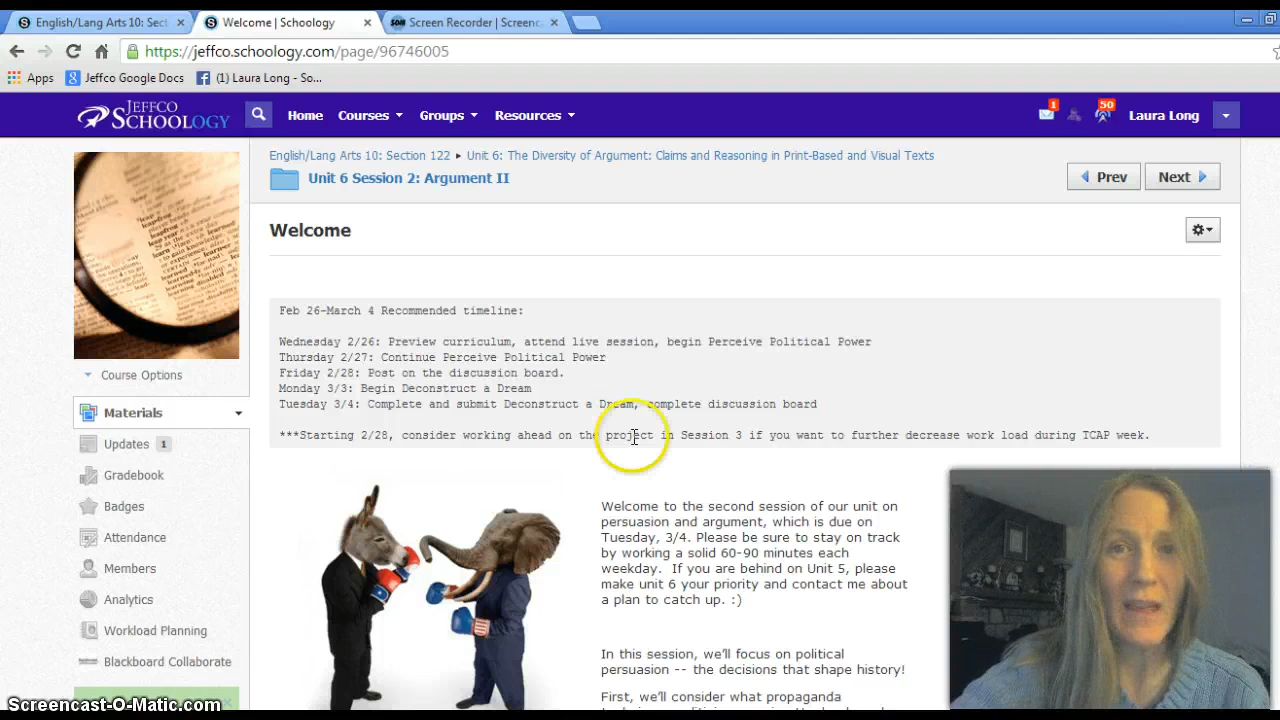 English/Lang Arts 10: Sect
Welcome | Schoology
Screen Recorder | Screenca
https://jeffco.schoology.com/page/96746005
Apps
Jeffco Google Docs
(1) Laura Long - So...
JEFFCO
SCHOOLOGY
Home
Courses
Groups
Resources
1
50
Laura Long
English/Lang Arts 10: Section 122 ▸ Unit 6: The Diversity of Argument: Claims and Reasoning in Print-Based and Visual Texts
Unit 6 Session 2: Argument II
Prev
Next
Welcome
Feb 26-March 4 Recommended timeline:
Wednesday 2/26: Preview curriculum, attend live session, begin Perceive Political Power
Thursday 2/27: Continue Perceive Political Power
Friday 2/28: Post on the discussion board.
Monday 3/3: Begin Deconstruct a Dream
Tuesday 3/4: Complete and submit Deconstruct a Dream, complete discussion board
***Starting 2/28, consider working ahead on the project in Session 3 if you want to further decrease work load during TCAP week.
leap
leapfrog
leap year
learn
learned
learner
learning
Course Options
Materials
Updates 1
Gradebook
Badges
Attendance
Members
Analytics
Workload Planning
Blackboard Collaborate
Welcome to the second session of our unit on
persuasion and argument, which is due on
Tuesday, 3/4. Please be sure to stay on track
by working a solid 60-90 minutes each
weekday. If you are behind on Unit 5, please
make unit 6 your priority and contact me about
a plan to catch up. :)
In this session, we'll focus on political
persuasion -- the decisions that shape history!
First, we'll consider what propaganda
Screencast-O-Matic.com